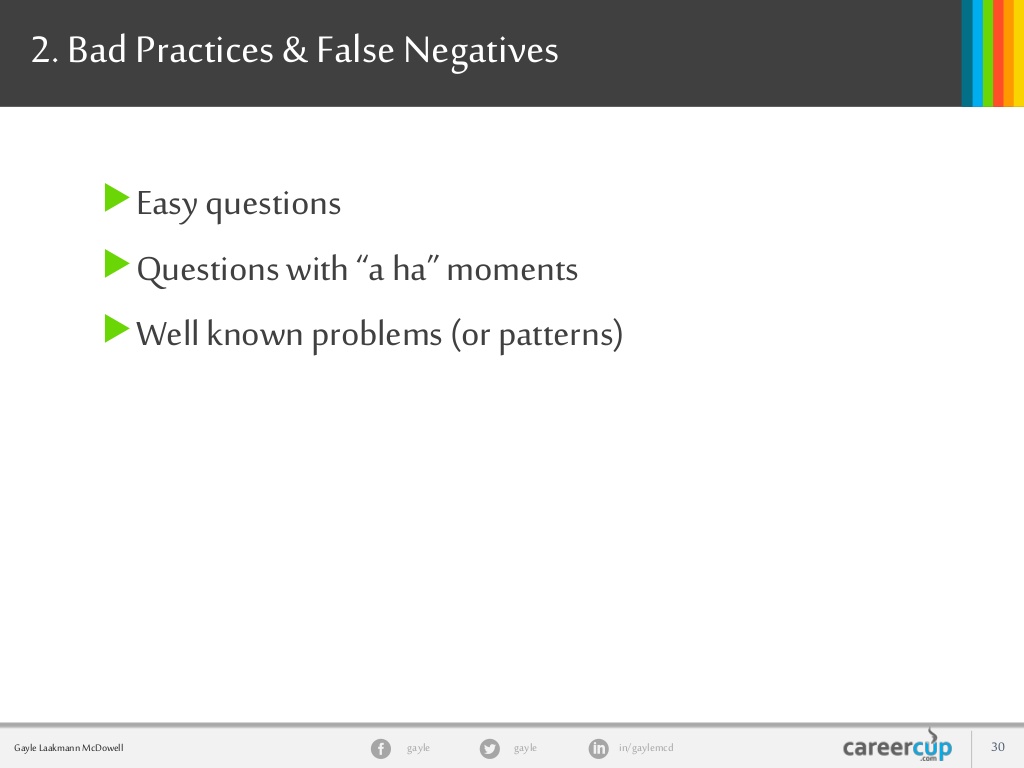 2. Bad Practices & False Negatives
Easy questions
Questions with “a ha” moments
Well known problems (or patterns)
Gayle Laakmann McDowell
gayle
gayle
in/gaylemcd
careercup
.com
30